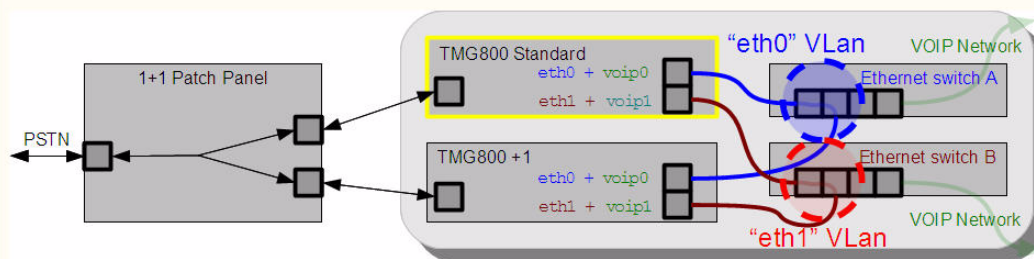 1+1 Patch Panel
PSTN
TMG800 Standard
eth0 + voip0
eth1 + voip1
TMG800 +1
eth0 + voip0
eth1 + voip1
“eth0” VLan
VOIP Network
Ethernet switch A
Ethernet switch B
“eth1” VLan
VOIP Network